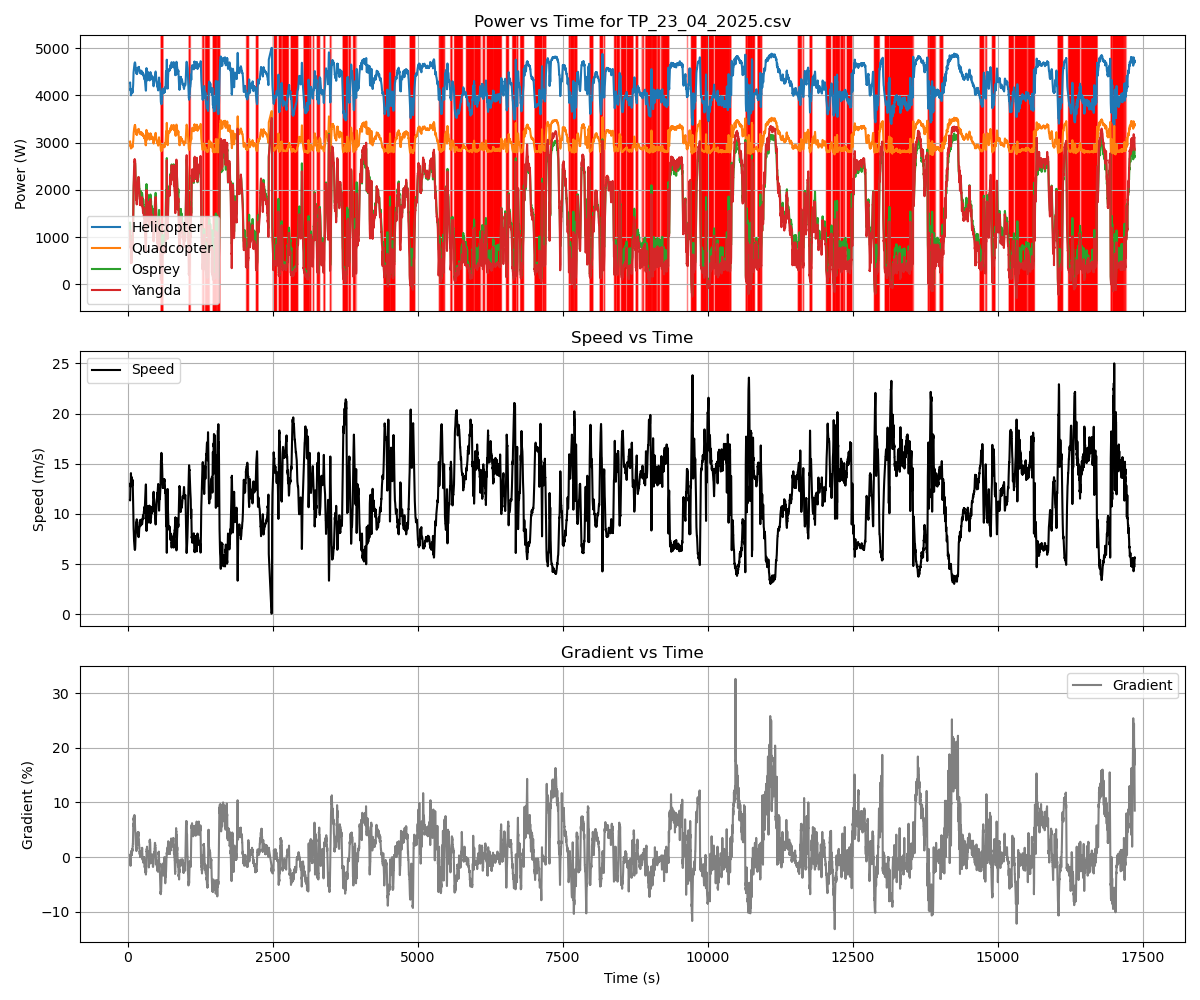 Power vs Time for TP_23_04_2025.csv
Power (W)
5000
4000
3000
2000
1000
0
Helicopter
Quadcopter
Osprey
Yangda
Speed vs Time
Speed (m/s)
25
20
15
10
5
0
Speed
Gradient vs Time
Gradient (%)
30
20
10
0
−10
Gradient
0 2500 5000 7500 10000 12500 15000 17500
Time (s)